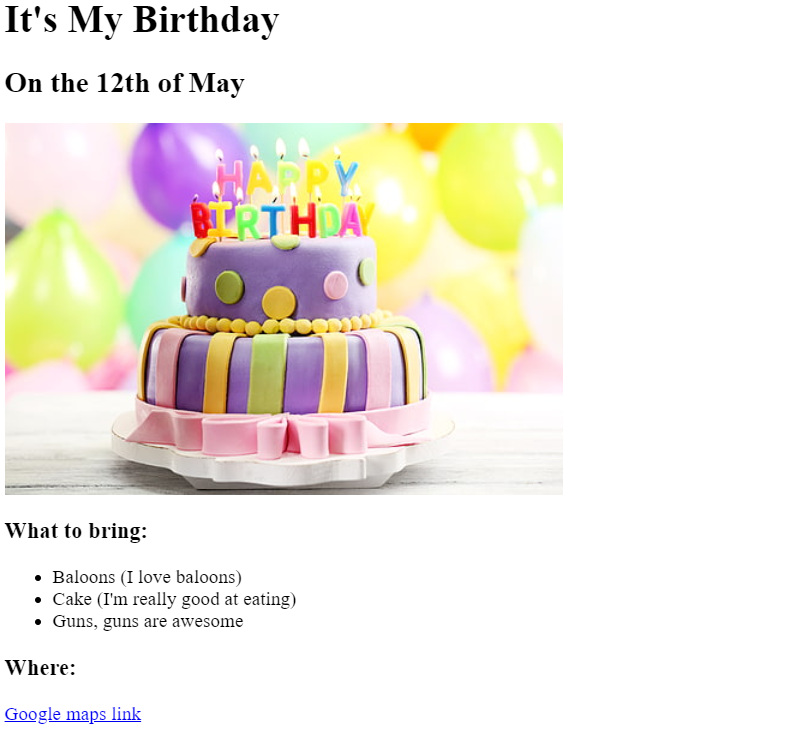 It's My Birthday
On the 12th of May
HAPPY
BIRTHDAY
What to bring:
Baloons (I love baloons)
Cake (I'm really good at eating)
Guns, guns are awesome
Where:
Google maps link